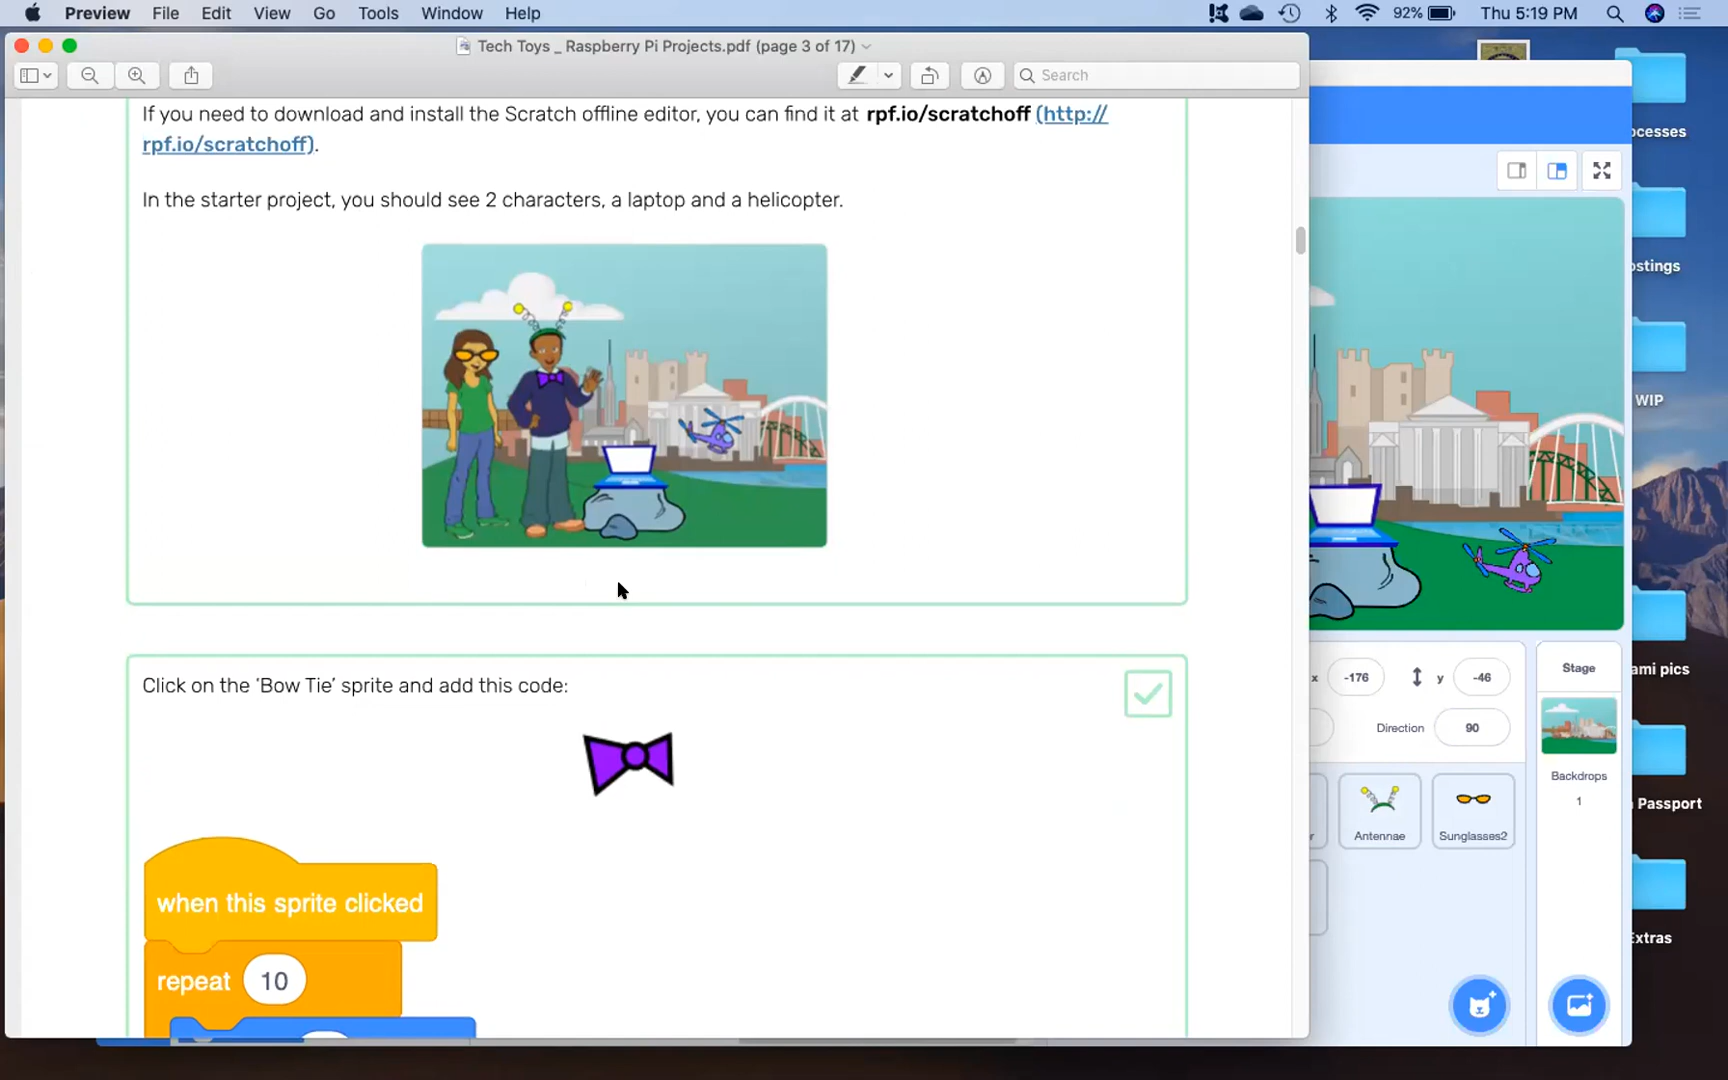 Preview File Edit View Go Tools Window Help 92% Thu 5:19 PM
Tech Toys _ Raspberry Pi Projects.pdf (page 3 of 17)
Search
If you need to download and install the Scratch offline editor, you can find it at rpf.io/scratchoff (http://
rpf.io/scratchoff).
In the starter project, you should see 2 characters, a laptop and a helicopter.
Click on the ‘Bow Tie’ sprite and add this code:
when this sprite clicked
repeat 10
x -176 y -46
Direction 90
Antennae Sunglasses2
Stage
Backdrops
1
ocesses
ostings
WIP
ami pics
Passport
Extras